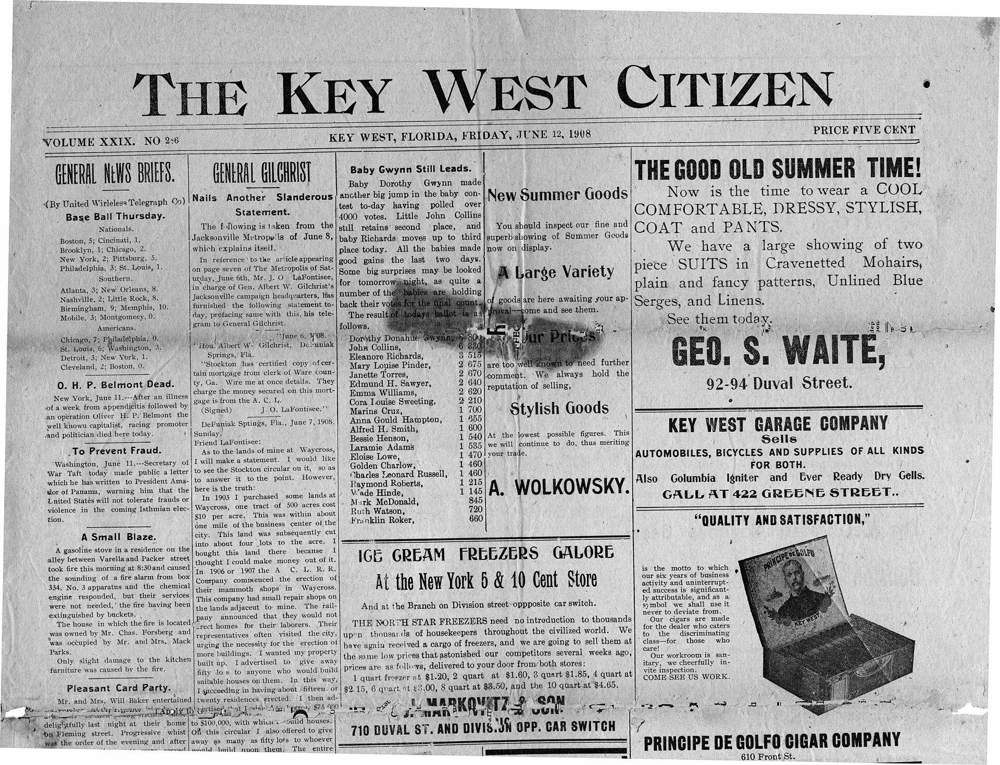 THE KEY WEST CITIZEN
VOLUME XXIX. NO 2:6
KEY WEST, FLORIDA, FRIDAY, JUNE 12, 1908
PRICE FIVE CENT
GENERAL NEWS BRIEFS.
(By United Wirleless Telegraph Co)
Base Ball Thursday.
Nationals.
Boston, 5; Cincinati, 1,
Brooklyn, 1; Chicago, 2.
New York, 2; Pittsburg, 5.
Philadelphia, 3; St. Louis, 1.
Southern.
Atlanta, 3; New Orleans, 8.
Nashville, 2; Little Rock, 8.
Birmingham, 9; Memphis, 10.
Mobile, 3; Montgomeey, 0.
Americans.
Chicago, 7; Philadelphia, 0.
St. Louis, 6; Washington, 3.
Detroit, 3; New York, 1.
Cleveland, 2; Boston, 0.
O. H. P. Belmont Dead.
New York, June 11.---After an illness
of a week from appendicitis followed by
an operation Oliver H. P. Belmont the
well knowu capitalist, racing promoter
and politician died here today.
To Prevent Fraud.
Washington, June 11.---Secretary of
War Taft today made public a letter
which he has written to President Ama-
dor of Panama, warning him that the
United States will not tolerate frauds or
violence in the coming Isthmian elec-
tion.
A Small Blaze.
A gasoline stove in a residence on the
alley between Varella and Packer street
took fire this morning at 8:30 and caused
the sounding of a fire alarm from box
334. No. 3 apparatus and the chemical
engine responded, but their services
were not needed, the fire having been
extinguished by buckets.
The house in which the fire is located
was owned by Mr. Chas. Forsberg and
was occupied by Mr. and Mrs. Mack
Parks.
Only slight damage to the kitchen
furniture was caused by the fire.
Pleasant Card Party.
Mr. and Mrs. Will Baker entertained
delightfully last night at their home
on Fleming street. Progressive whist
was the order of the evening and after
GENERAL GILCHRIST
Nails Another Slanderous
Statement.
The following is taken from the
Jacksonville Metropolis of June 8,
which explains itself.
In reference to the article appearing
on page seven of The Metropolis of Sat-
urday, June 6th, Mr. J. O LaFontisee,
in charge of Gen. Albert W. Gilchrist's
Jacksonville campaign headquarters, has
furnished the following statement to-
day, prefacing same with this, his tele-
gram to General Gilchrist.
"June 6, 1908.
"Hou. Albert W- Gilchrist, DeFuniak
Springs, Fla.
"Stockton has certified copy of cer-
tain mortgage from clerk of Ware coun-
ty, Ga. Wire me at once details. They
charge the money secured on this mort-
gage is from the A. C. L.
(Signed) J O. LaFontisee."
DeFuniak Sptings, Fla., June 7, 1908.
Sunday.
Friend LaFontisee:
As to the lands of mine at Waycross,
I will make a statement. I would like
to see the Stockton circular on it, so as
to answer it to the point. However,
here is the truth:
In 1903 I purchased some lands at
Waycross, one tract of 500 acres cost
$10 per acre. This was within about
one mile of the bnsiness center of the
city. This land was subsequently cut
into about four lots to the acre. I
bought this land there because I
thought I could make money out of it.
In 1906 or 1907 the A C. L. R. R.
Company commenced the erection of
their mammoth shops in Waycross.
This company had small repair shops on
the lands adjacent to mine. The rail-
pauy announced that they would not
erect homes for their laborers. Their
representatives often visited the city,
urging the necessity for the erection of
more buildings. I wanted my property
built up. I advertised to give away
fifty lo s to anyone who would build
suitable houses on them. In this way,
I succeeding in having about fifteen or
twenty residences erected. I then ad-
$75 000
to $100,000, with which build houses.
On this circular I also offered to give
away as many as fifty lots to whoever
would build upon them. The entire
Baby Gwynn Still Leads.
Baby Dorothy Gwynn made
another big jump in the baby con-
test to-day having polled over
4000 votes. Little John Collins
still retains second place, and
baby Richards moves up to third
place today. All the babies made
good gains the last two days.
Some big surprises may be looked
for tomorrow night, as quite a
number of the babies are holding
back their votes for the final count.
The result of todays ballot is as
follows.
Dorothy Donahue Gwynn, 8 800
John Collins, 6 330
Eleanore Richards, 3 515
Mary Louise Pinder, 2 675
Janette Torres, 2 670
Edmund H. Sawyer, 2 640
Emma Williams, 2 620
Cora Louise Sweeting, 2 210
Marins Cruz, 1 700
Anna Gould Hampton, 1 655
Alfred H. Smith, 1 600
Bessie Henson, 1 540
Laramie Adams 1 535
Eloise Lowe, 1 470
Golden Charlow, 1 460
Charles Leonard Russell, 1 460
Raymond Roberts, 1 215
Wade Hinde, 1 145
Mark McDonald, 845
Ruth Watson, 720
Franklin Roker, 660
New Summer Goods
You should inspect our fine and
superb showing of Summer Goods
now on display.
A Large Variety
of goods are here awaiting your ap-
proval—come and see them.
Our Prices
are too well known to need further
comment. We always hold the
reputation of selling,
Stylish Goods
At the lowest possible figures. This
we will continue to do, thus meriting
your trade.
A. WOLKOWSKY.
ICE CREAM FREEZERS GALORE
At the New York 5 & 10 Cent Store
And at the Branch on Division street oppposite car switch.
THE NORTH STAR FREEZERS need no introduction to thousands
upon thousands of housekeepers throughout the civilized world. We
have again received a cargo of freezers, and we are going to sell them at
the same low prices that astonished our competitors several weeks ago,
prices are as follows, delivered to your door from both stores:
1 quart freezer at $1.20, 2 quart at $1.60, 3 quart $1.85, 4 quart at
$2.15, 6 quart at $3.00, 8 quart at $3.50, and the 10 quart at $4.65.
J. MARKOVITZ & SON.
710 DUVAL ST. AND DIVISION OPP. CAR SWITCH
THE GOOD OLD SUMMER TIME!
Now is the time to wear a COOL
COMFORTABLE, DRESSY, STYLISH,
COAT and PANTS.
We have a large showing of two
piece SUITS in Cravenetted Mohairs,
plain and fancy patterns, Unlined Blue
Serges, and Linens.
See them today.
GEO. S. WAITE,
92-94 Duval Street.
KEY WEST GARAGE COMPANY
Sells
AUTOMOBILES, BICYCLES AND SUPPLIES OF ALL KINDS
FOR BOTH.
Also Columbia Igniter and Ever Ready Dry Cells.
CALL AT 422 GREENE STREET..
"QUALITY AND SATISFACTION,"
is the motto to which
our six years of business
activity and uninterrupt-
ed success is significant-
ly attributable, and as a
symbol we shall use it
never to deviate from.
Our cigars are made
for the dealer who caters
to the discriminating
class—for those who
care!
Our workroom is san-
itary, we cheerfully in-
vite inspection.
COME SEE US WORK.
PRINCIPE DE GOLFO
KEY WEST
PRINCIPE DE GOLFO CIGAR COMPANY
610 Front St.